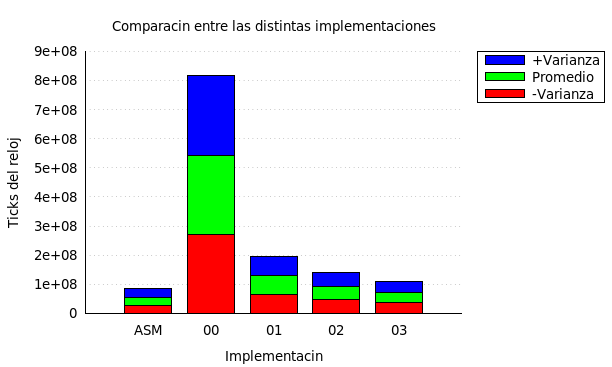 Comparacin entre las distintas implementaciones
+Varianza
Promedio
-Varianza
9e+08
8e+08
7e+08
6e+08
5e+08
4e+08
3e+08
2e+08
1e+08
0
Ticks del reloj
ASM 00 01 02 03
Implementacin